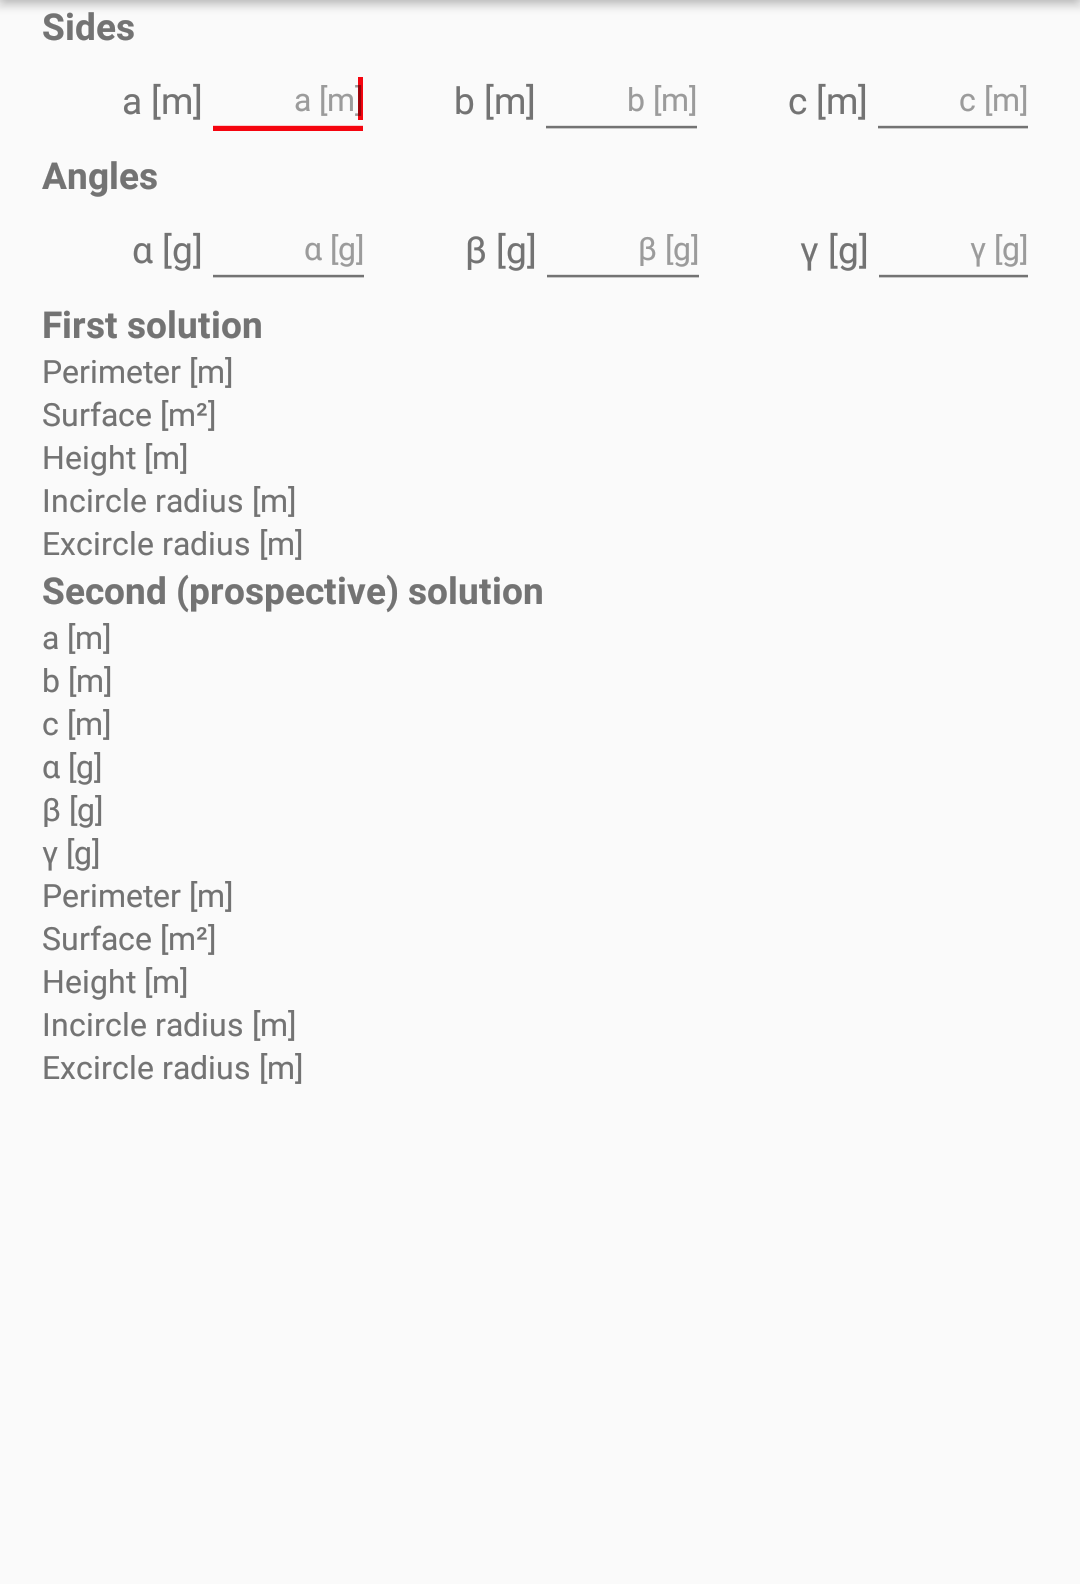 Sides
a [m] a [m] b [m] b [m] c [m] c [m]
Angles
α [g] α [g] β [g] β [g] γ [g] γ [g]
First solution
Perimeter [m]
Surface [m²]
Height [m]
Incircle radius [m]
Excircle radius [m]
Second (prospective) solution
a [m]
b [m]
c [m]
α [g]
β [g]
γ [g]
Perimeter [m]
Surface [m²]
Height [m]
Incircle radius [m]
Excircle radius [m]